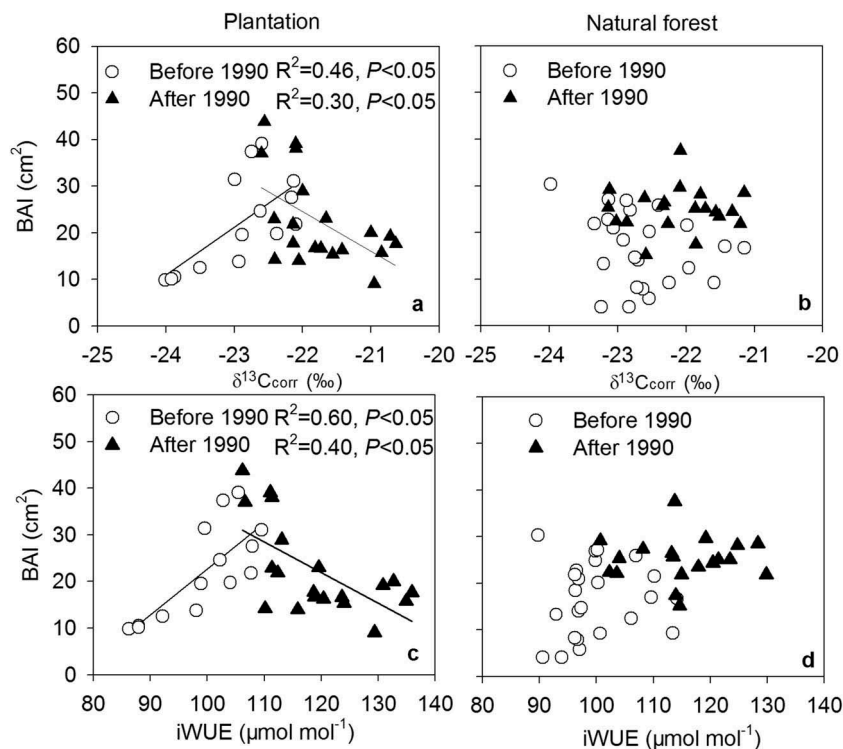 Plantation
Natural forest
60
50
40
30
20
10
0
BAI (cm²)
Before 1990 R²=0.46, P<0.05
After 1990 R²=0.30, P<0.05
a
-25 -24 -23 -22 -21 -20
δ¹³Ccorr (‰)
Before 1990
After 1990
b
-25 -24 -23 -22 -21 -20
δ¹³Ccorr (‰)
60
50
40
30
20
10
0
BAI (cm²)
Before 1990 R²=0.60, P<0.05
After 1990 R²=0.40, P<0.05
c
80 90 100 110 120 130 140
iWUE (µmol mol⁻¹)
Before 1990
After 1990
d
80 90 100 110 120 130 140
iWUE (µmol mol⁻¹)